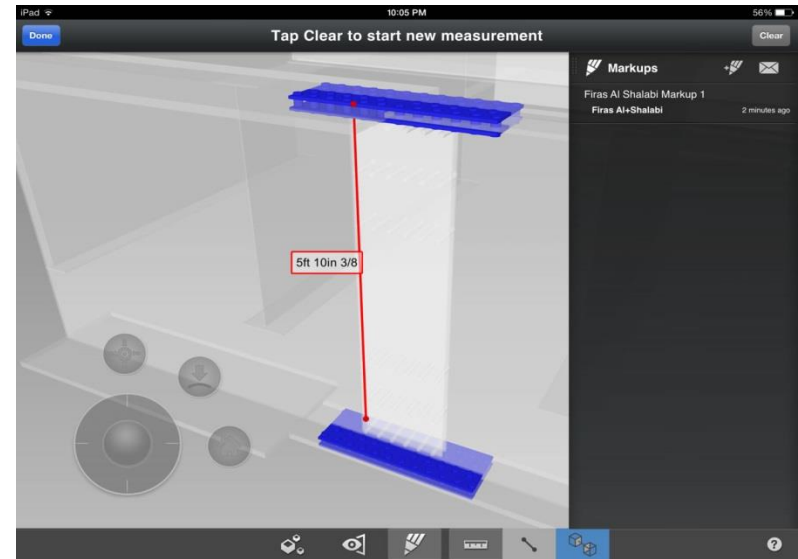 iPad 10:05 PM 56%
Done Tap Clear to start new measurement Clear
Markups
Firas Al Shalabi Markup 1
Firas Al+Shalabi 2 minutes ago
5ft 10in 3/8
?